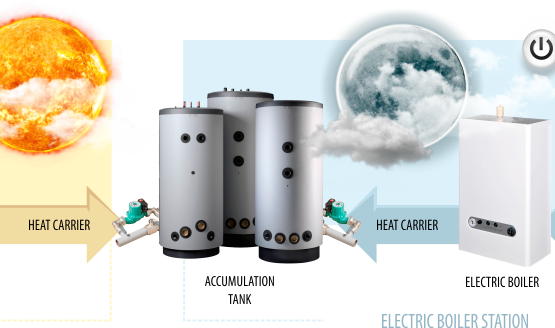 HEAT CARRIER
HEAT CARRIER
ACCUMULATION
TANK
ELECTRIC BOILER
ELECTRIC BOILER STATION